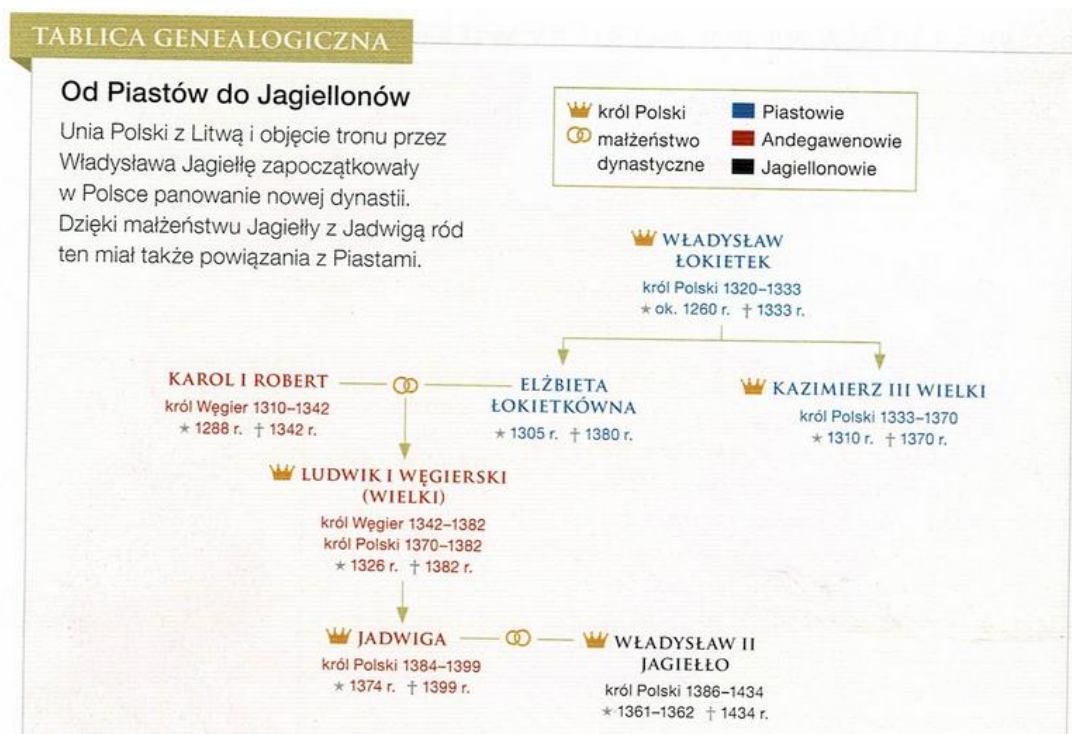 TABLICA GENEALOGICZNA
Od Piastów do Jagiellonów
Unia Polski z Litwą i objęcie tronu przez
Władysława Jagiełłę zapoczątkowały
w Polsce panowanie nowej dynastii.
Dzięki małżeństwu Jagiełły z Jadwigą ród
ten miał także powiązania z Piastami.
król Polski
małżeństwo
dynastyczne
Piastowie
Andegawenowie
Jagiellonowie
WŁADYSŁAW
ŁOKIETEK
król Polski 1320–1333
★ ok. 1260 r. † 1333 r.
KAROL I ROBERT
król Węgier 1310–1342
★ 1288 r. † 1342 r.
ELŻBIETA
ŁOKIETKÓWNA
★ 1305 r. † 1380 r.
KAZIMIERZ III WIELKI
król Polski 1333–1370
★ 1310 r. † 1370 r.
LUDWIK I WĘGIERSKI
(WIELKI)
król Węgier 1342–1382
król Polski 1370–1382
★ 1326 r. † 1382 r.
JADWIGA
król Polski 1384–1399
★ 1374 r. † 1399 r.
WŁADYSŁAW II
JAGIEŁŁO
król Polski 1386–1434
★ 1361–1362 † 1434 r.